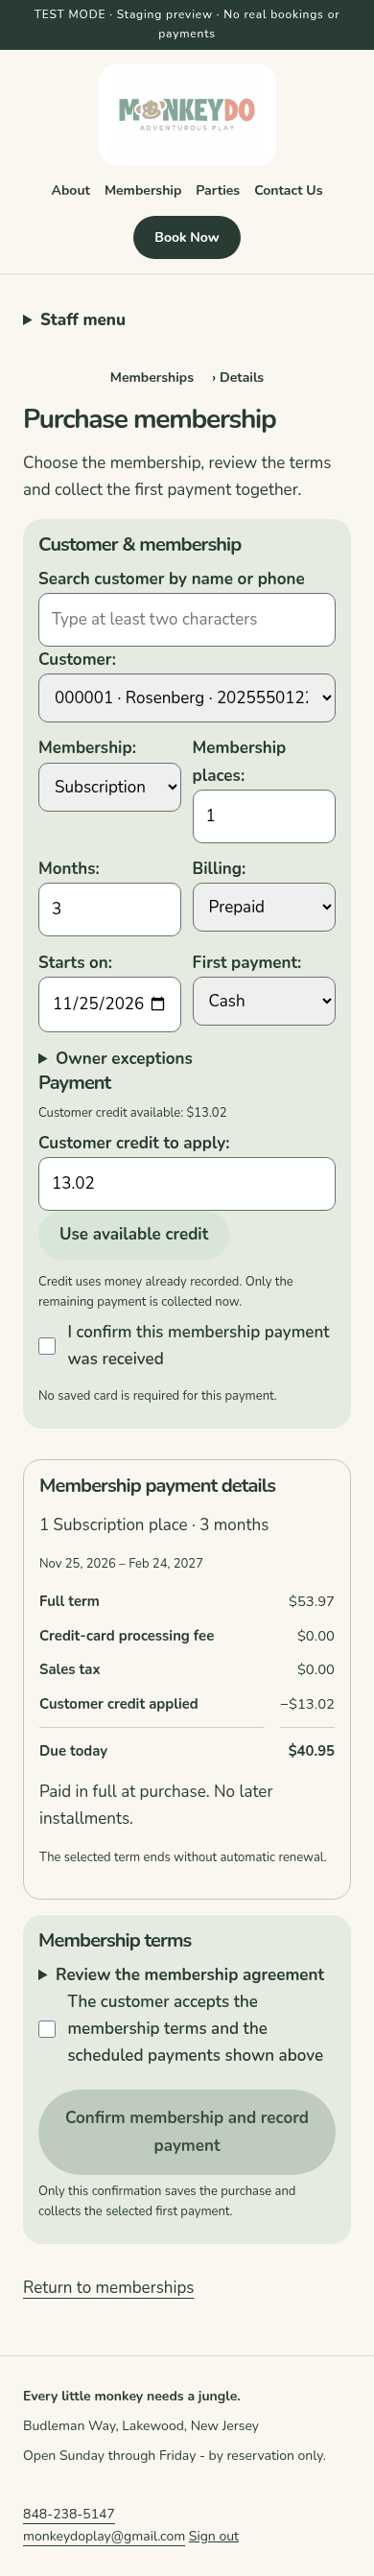 TEST MODE · Staging preview · No real bookings or
payments
MONKEYDO
ADVENTUROUS PLAY
About Membership Parties Contact Us
Book Now
Staff menu
Memberships › Details
Purchase membership
Choose the membership, review the terms
and collect the first payment together.
Customer & membership
Search customer by name or phone
Type at least two characters
Customer:
000001 · Rosenberg · 202555012
Membership: Membership
places:
Subscription 1
Months: Billing:
3 Prepaid
Starts on: First payment:
11/25/2026 Cash
Owner exceptions
Payment
Customer credit available: $13.02
Customer credit to apply:
13.02
Use available credit
Credit uses money already recorded. Only the
remaining payment is collected now.
I confirm this membership payment
was received
No saved card is required for this payment.
Membership payment details
1 Subscription place · 3 months
Nov 25, 2026 – Feb 24, 2027
Full term $53.97
Credit-card processing fee $0.00
Sales tax $0.00
Customer credit applied −$13.02
Due today $40.95
Paid in full at purchase. No later
installments.
The selected term ends without automatic renewal.
Membership terms
Review the membership agreement
The customer accepts the
membership terms and the
scheduled payments shown above
Confirm membership and record
payment
Only this confirmation saves the purchase and
collects the selected first payment.
Return to memberships
Every little monkey needs a jungle.
Budleman Way, Lakewood, New Jersey
Open Sunday through Friday - by reservation only.
848-238-5147
monkeydoplay@gmail.com Sign out